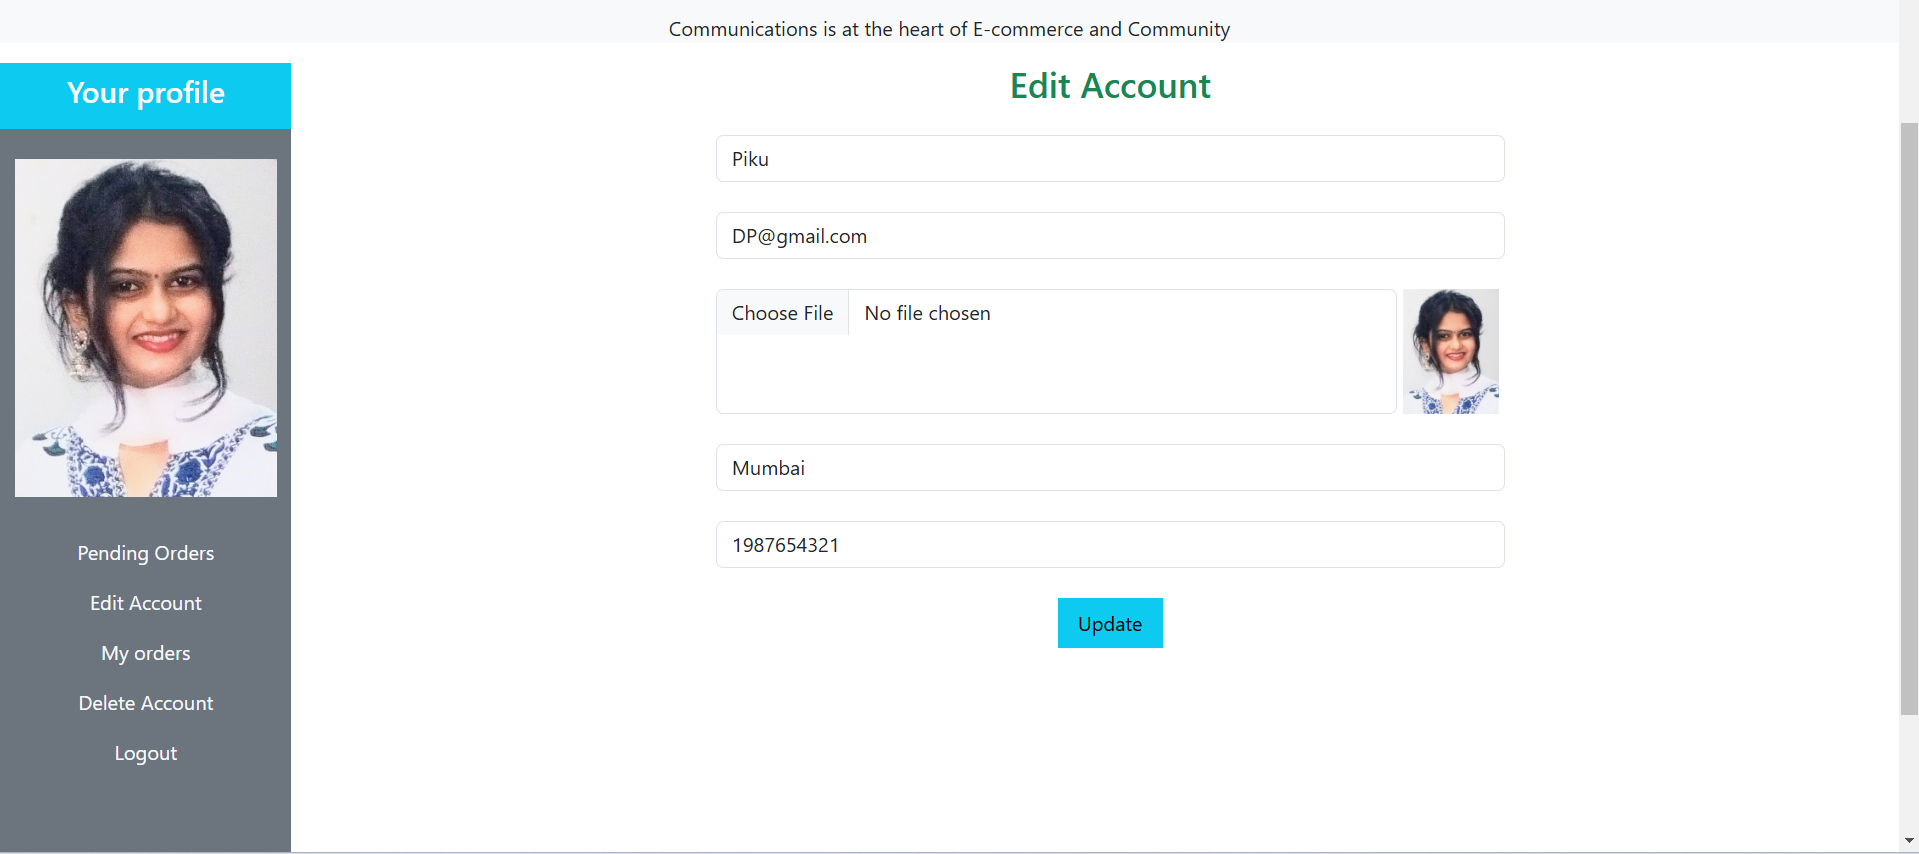 Communications is at the heart of E-commerce and Community
Your profile
Pending Orders
Edit Account
My orders
Delete Account
Logout
Edit Account
Piku
DP@gmail.com
Choose File No file chosen
Mumbai
1987654321
Update